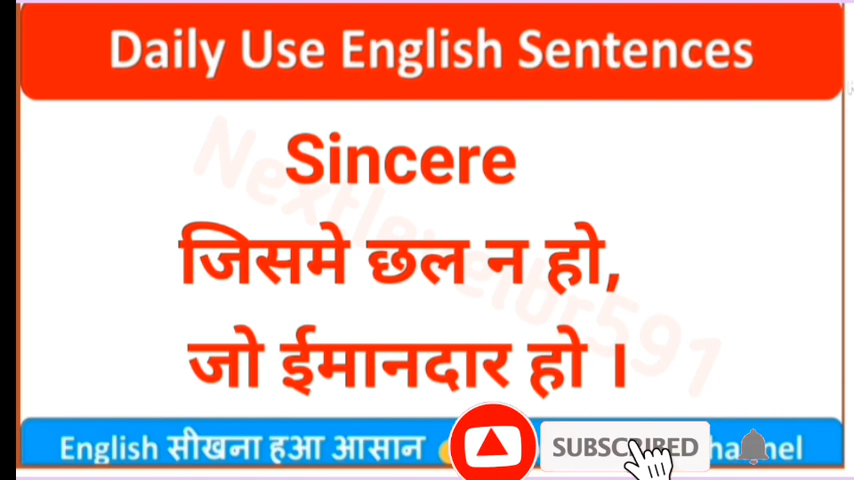 Daily Use English Sentences
Sincere
जिसमे छल न हो,
जो ईमानदार हो ।
English सीखना हुआ आसान
SUBSCRIBED